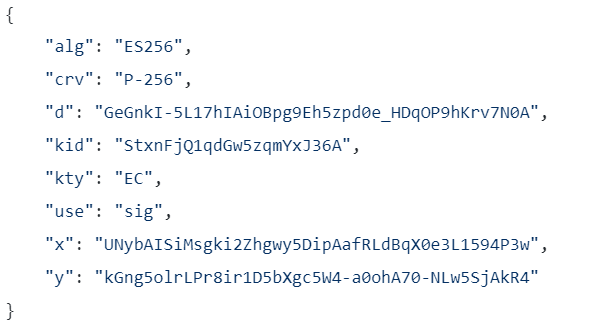 {
"alg": "ES256",
"crv": "P-256",
"d": "GeGnkI-5L17hIAiOBpg9Eh5zpd0e_HDqOP9hKrv7N0A",
"kid": "StxnFjQ1qdGw5zqmYxJ36A",
"kty": "EC",
"use": "sig",
"x": "UNybAISiMsgki2Zhgwy5DipAafRLdBqX0e3L1594P3w",
"y": "kGng5olrLPr8ir1D5bXgc5W4-a0ohA70-NLw5SjAkR4"
}